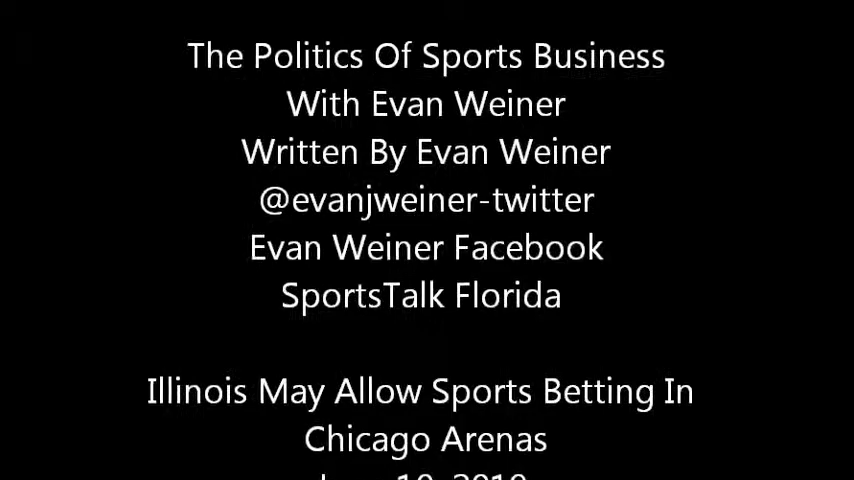 The Politics Of Sports Business
With Evan Weiner
Written By Evan Weiner
@evanjweiner-twitter
Evan Weiner Facebook
SportsTalk Florida
Illinois May Allow Sports Betting In
Chicago Arenas